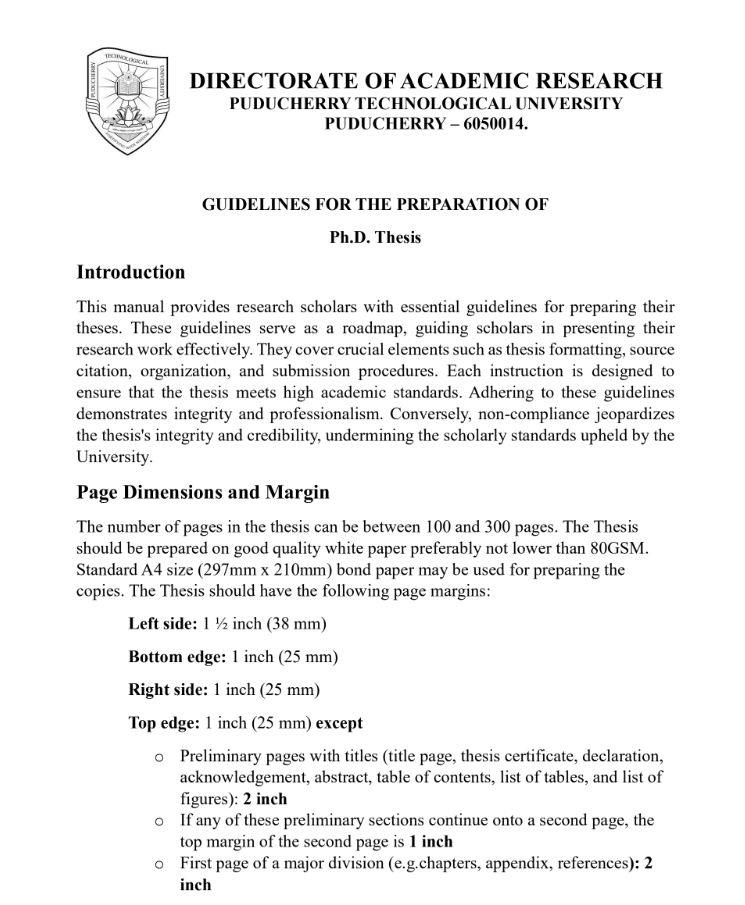 TECHNOLOGICAL
PUDUCHERRY
UNIVERSITY
DIRECTORATE OF ACADEMIC RESEARCH
PUDUCHERRY TECHNOLOGICAL UNIVERSITY
PUDUCHERRY – 6050014.
GUIDELINES FOR THE PREPARATION OF
Ph.D. Thesis
Introduction
This manual provides research scholars with essential guidelines for preparing their
theses. These guidelines serve as a roadmap, guiding scholars in presenting their
research work effectively. They cover crucial elements such as thesis formatting, source
citation, organization, and submission procedures. Each instruction is designed to
ensure that the thesis meets high academic standards. Adhering to these guidelines
demonstrates integrity and professionalism. Conversely, non-compliance jeopardizes
the thesis's integrity and credibility, undermining the scholarly standards upheld by the
University.
Page Dimensions and Margin
The number of pages in the thesis can be between 100 and 300 pages. The Thesis
should be prepared on good quality white paper preferably not lower than 80GSM.
Standard A4 size (297mm x 210mm) bond paper may be used for preparing the
copies. The Thesis should have the following page margins:
Left side: 1 ½ inch (38 mm)
Bottom edge: 1 inch (25 mm)
Right side: 1 inch (25 mm)
Top edge: 1 inch (25 mm) except
o Preliminary pages with titles (title page, thesis certificate, declaration,
acknowledgement, abstract, table of contents, list of tables, and list of
figures): 2 inch
o If any of these preliminary sections continue onto a second page, the
top margin of the second page is 1 inch
o First page of a major division (e.g.chapters, appendix, references): 2
inch